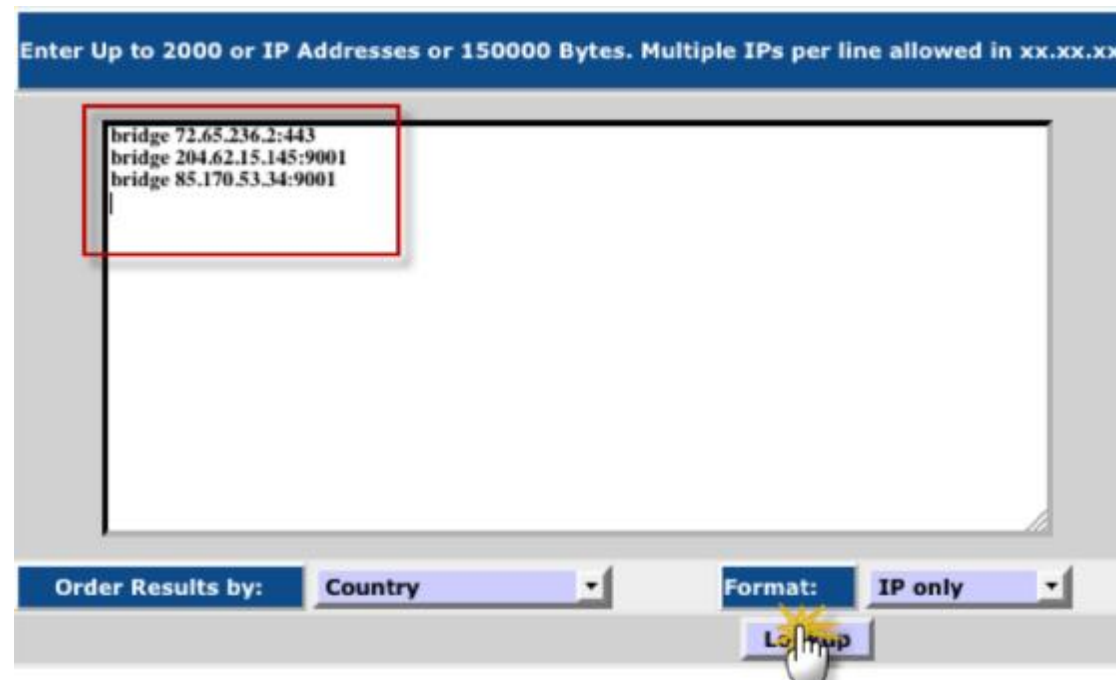 Enter Up to 2000 or IP Addresses or 150000 Bytes. Multiple IPs per line allowed in xx.xx.xx
bridge 72.65.236.2:443
bridge 204.62.15.145:9001
bridge 85.170.53.34:9001
Order Results by: Country Format: IP only
Lookup